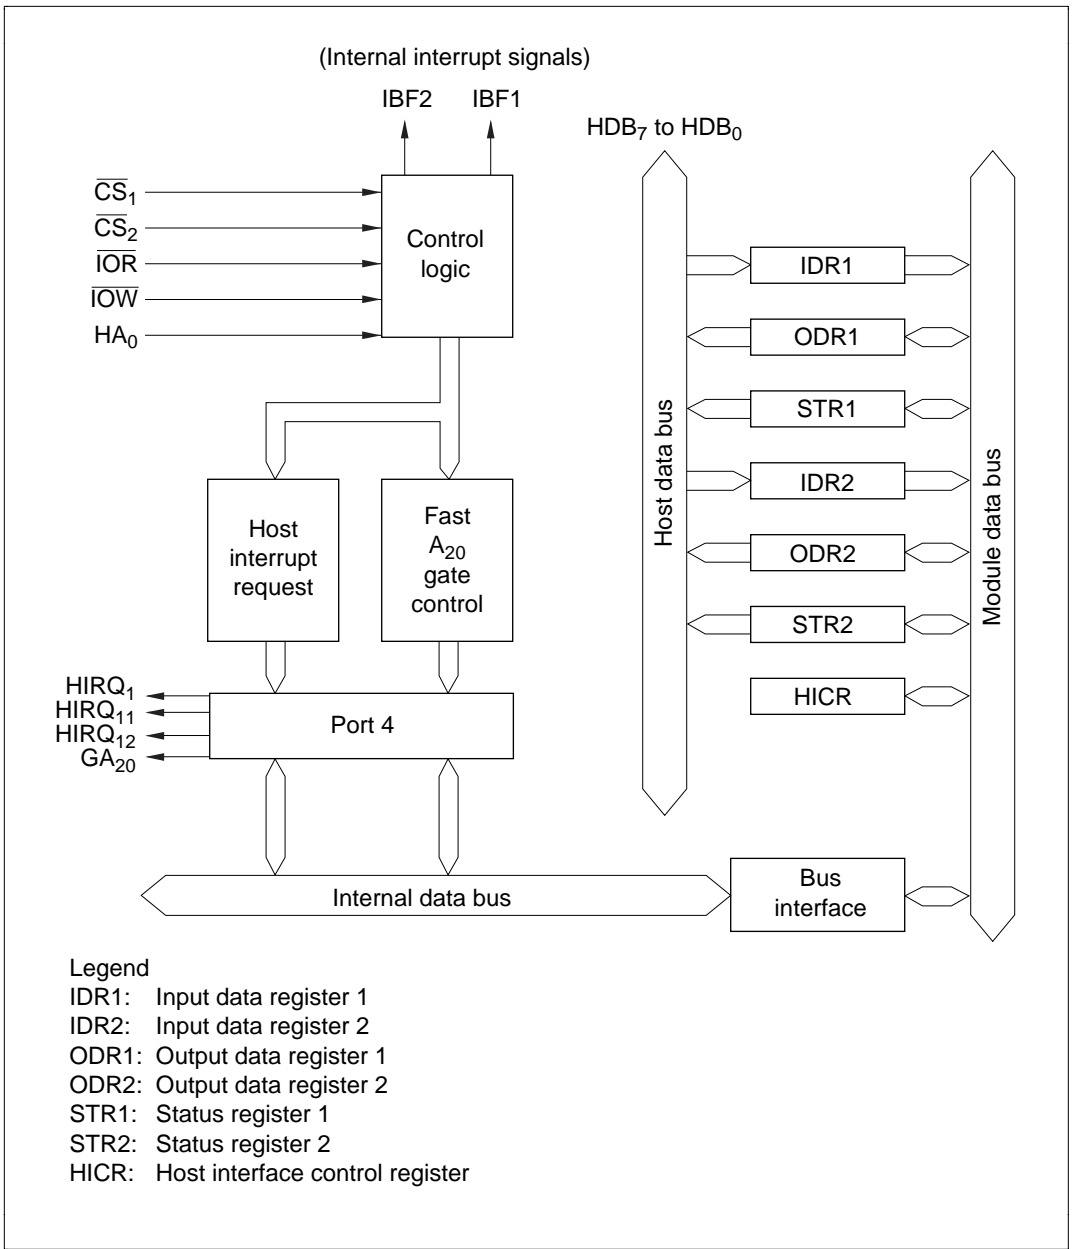 (Internal interrupt signals)
IBF2 IBF1
HDB₇ to HDB₀
C̅S̅₁
C̅S̅₂
I̅O̅R̅
I̅O̅W̅
HA₀
Control
logic
IDR1
ODR1
STR1
IDR2
ODR2
STR2
HICR
Host data bus
Module data bus
Host
interrupt
request
Fast
A₂₀
gate
control
HIRQ₁
HIRQ₁₁
HIRQ₁₂
GA₂₀
Port 4
Internal data bus
Bus
interface
Legend
IDR1: Input data register 1
IDR2: Input data register 2
ODR1: Output data register 1
ODR2: Output data register 2
STR1: Status register 1
STR2: Status register 2
HICR: Host interface control register